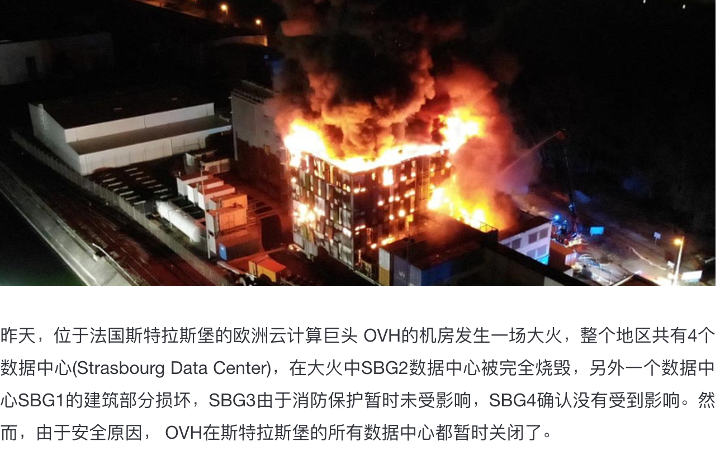 昨天，位于法国斯特拉斯堡的欧洲云计算巨头 OVH的机房发生一场大火，整个地区共有4个
数据中心(Strasbourg Data Center)，在大火中SBG2数据中心被完全烧毁，另外一个数据中
心SBG1的建筑部分损坏，SBG3由于消防保护暂时未受影响，SBG4确认没有受到影响。然
而，由于安全原因， OVH在斯特拉斯堡的所有数据中心都暂时关闭了。